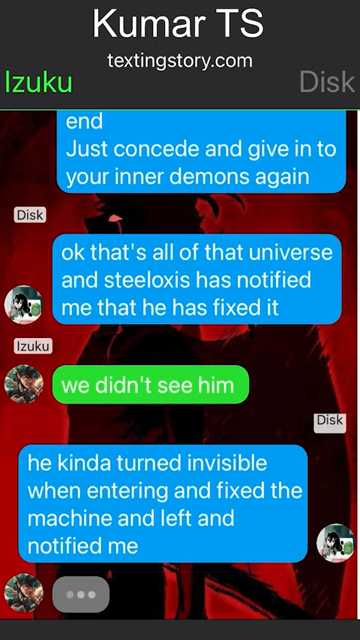 Kumar TS
textingstory.com
Izuku
Disk
end
Just concede and give in to
your inner demons again
Disk
ok that's all of that universe
and steeloxis has notified
me that he has fixed it
Izuku
we didn't see him
Disk
he kinda turned invisible
when entering and fixed the
machine and left and
notified me